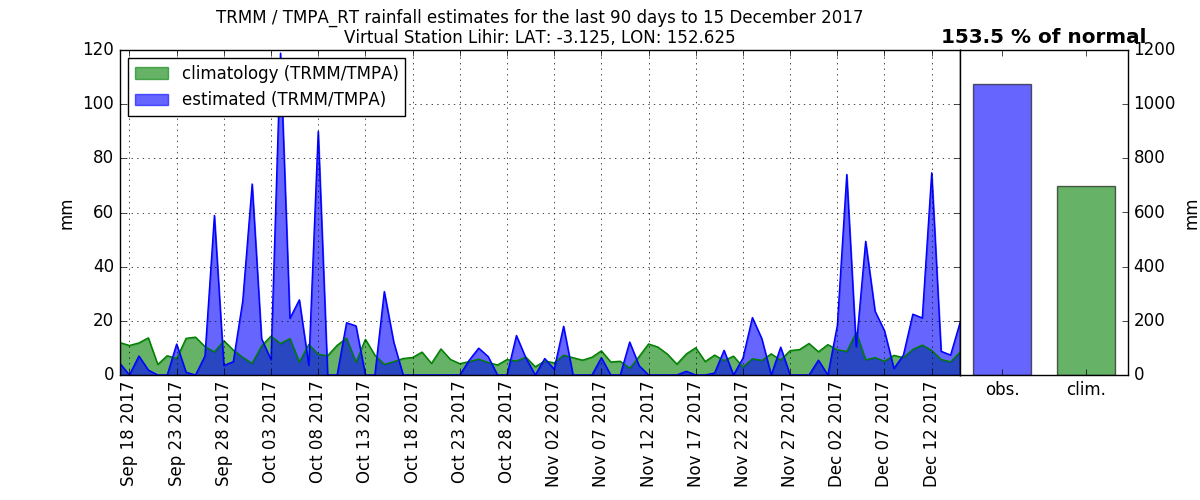 TRMM / TMPA_RT rainfall estimates for the last 90 days to 15 December 2017
Virtual Station Lihir: LAT: -3.125, LON: 152.625
153.5 % of normal
climatology (TRMM/TMPA)
estimated (TRMM/TMPA)
120
100
80
60
40
20
0
mm
1200
1000
800
600
400
200
0
mm
Sep 18 2017
Sep 23 2017
Sep 28 2017
Oct 03 2017
Oct 08 2017
Oct 13 2017
Oct 18 2017
Oct 23 2017
Oct 28 2017
Nov 02 2017
Nov 07 2017
Nov 12 2017
Nov 17 2017
Nov 22 2017
Nov 27 2017
Dec 02 2017
Dec 07 2017
Dec 12 2017
obs.
clim.